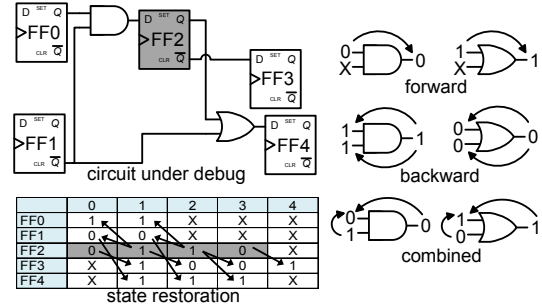 D SET Q
FF0
CLR Q
D SET Q
FF2
CLR Q
D SET Q
FF3
CLR Q
D SET Q
FF1
CLR Q
D SET Q
FF4
CLR Q
circuit under debug
0 1 2 3 4
FF0 1 1 X X X
FF1 0 0 X X X
FF2 0 1 1 0 X
FF3 X 1 0 0 1
FF4 X 1 1 1 X
state restoration
0 X 0
1 X 1
forward
1 1 1
0 0 0
backward
0 1 0
1 0 1
combined